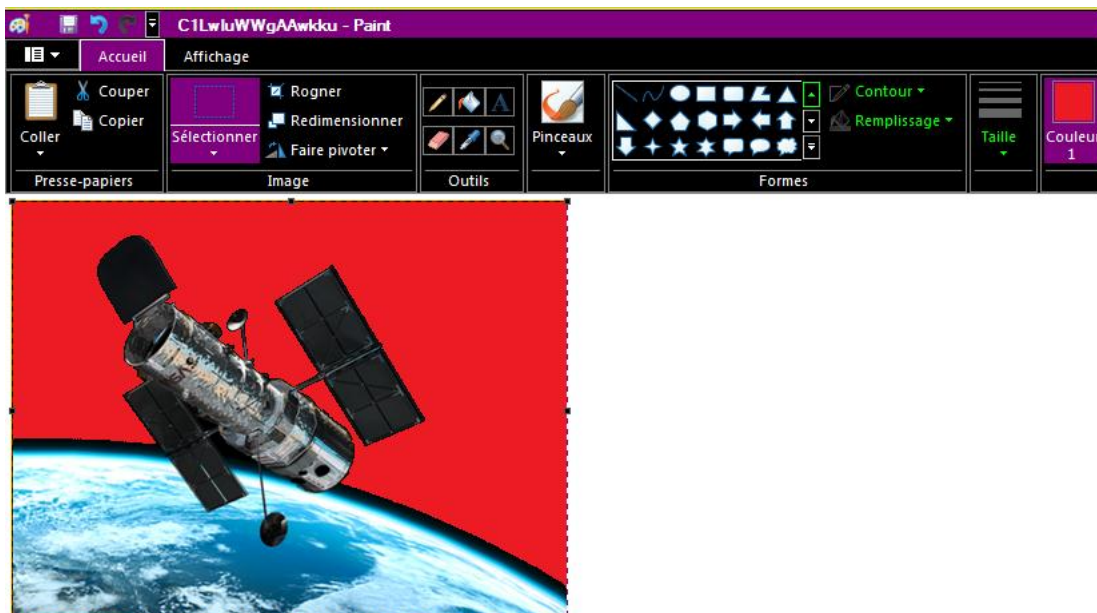 C1LwIuWWgAAwkku - Paint
Accueil Affichage
Coller
Couper
Copier
Presse-papiers
Sélectionner
Rogner
Redimensionner
Faire pivoter
Image
A
Outils
Pinceaux
Contour
Remplissage
Formes
Taille
Couleur
1